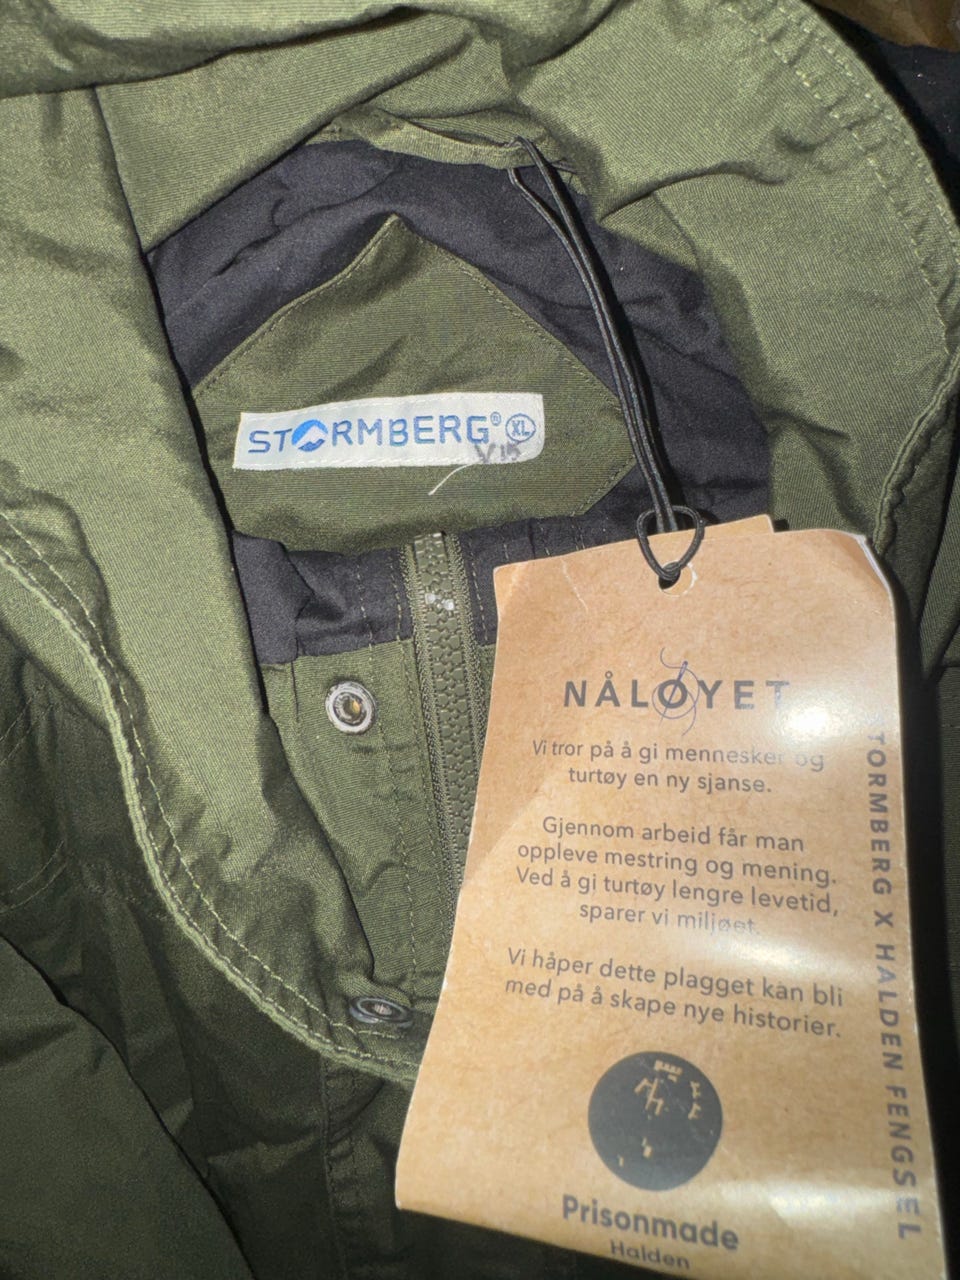 STORMBERG® XL
V15
NÅLØYET
Vi tror på å gi mennesker og
turtøy en ny sjanse.
Gjennom arbeid får man
oppleve mestring og mening.
Ved å gi turtøy lengre levetid,
sparer vi miljøet.
Vi håper dette plagget kan bli
med på å skape nye historier.
Prisonmade
Halden
STORMBERG X HALDEN FENGSEL